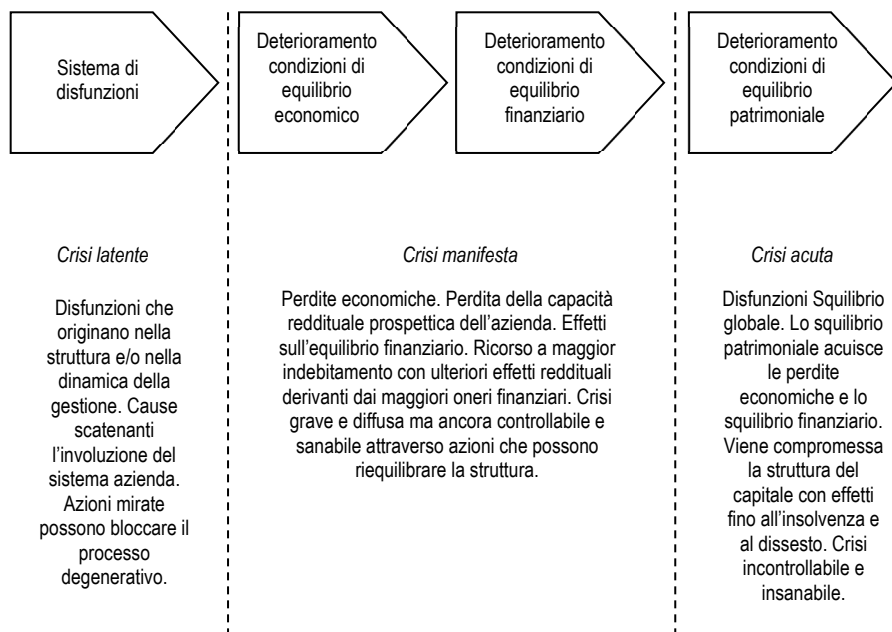 Sistema di
disfunzioni
Deterioramento
condizioni di
equilibrio
economico
Deterioramento
condizioni di
equilibrio
finanziario
Deterioramento
condizioni di
equilibrio
patrimoniale
Crisi latente
Disfunzioni che
originano nella
struttura e/o nella
dinamica della
gestione. Cause
scatenanti
l'involuzione del
sistema azienda.
Azioni mirate
possono bloccare il
processo
degenerativo.
Crisi manifesta
Perdite economiche. Perdita della capacità
reddituale prospettica dell'azienda. Effetti
sull'equilibrio finanziario. Ricorso a maggior
indebitamento con ulteriori effetti reddituali
derivanti dai maggiori oneri finanziari. Crisi
grave e diffusa ma ancora controllabile e
sanabile attraverso azioni che possono
riequilibrare la struttura.
Crisi acuta
Disfunzioni Squilibrio
globale. Lo squilibrio
patrimoniale acuisce
le perdite
economiche e lo
squilibrio finanziario.
Viene compromessa
la struttura del
capitale con effetti
fino all'insolvenza e
al dissesto. Crisi
incontrollabile e
insanabile.